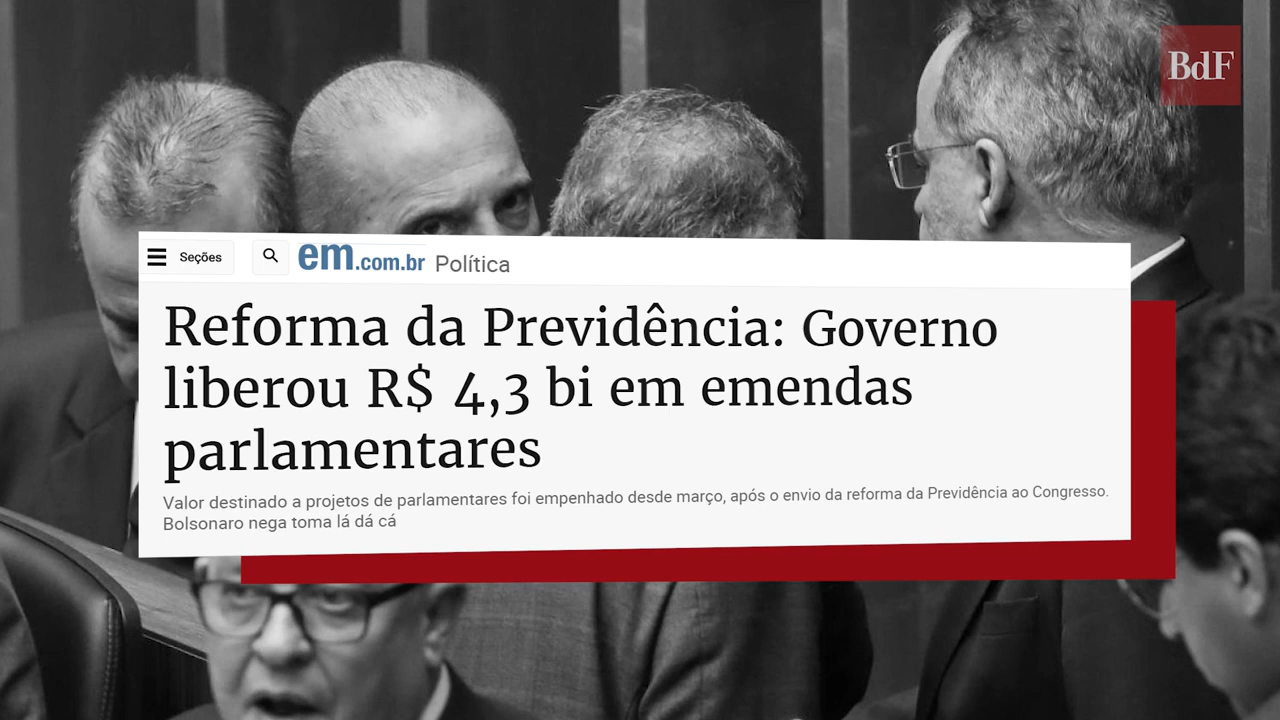 BdF
Seções
em.com.br Política
Reforma da Previdência: Governo
liberou R$ 4,3 bi em emendas
parlamentares
Valor destinado a projetos de parlamentares foi empenhado desde março, após o envio da reforma da Previdência ao Congresso.
Bolsonaro nega toma lá dá cá